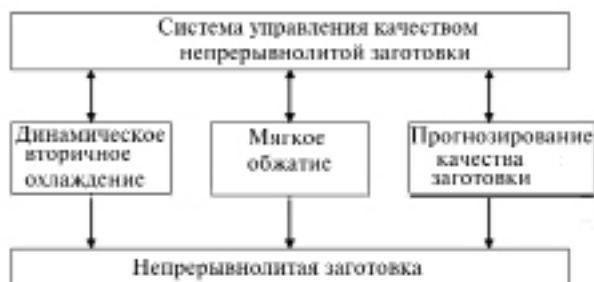 Система управления качеством
непрерывнолитой заготовки
Динамическое
вторичное
охлаждение
Мягкое
обжатие
Прогнозирование
качества
заготовки
Непрерывнолитая заготовка